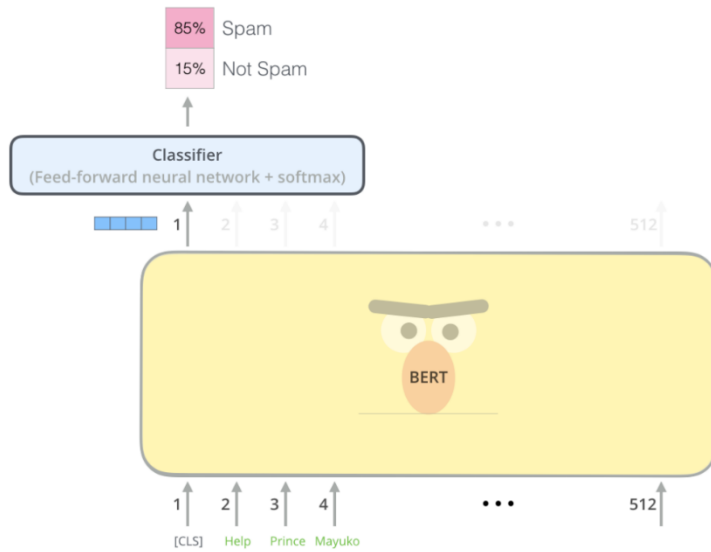 85% Spam
15% Not Spam
Classifier
(Feed-forward neural network + softmax)
1 2 3 4 ••• 512
BERT
1 2 3 4 ••• 512
[CLS] Help Prince Mayuko